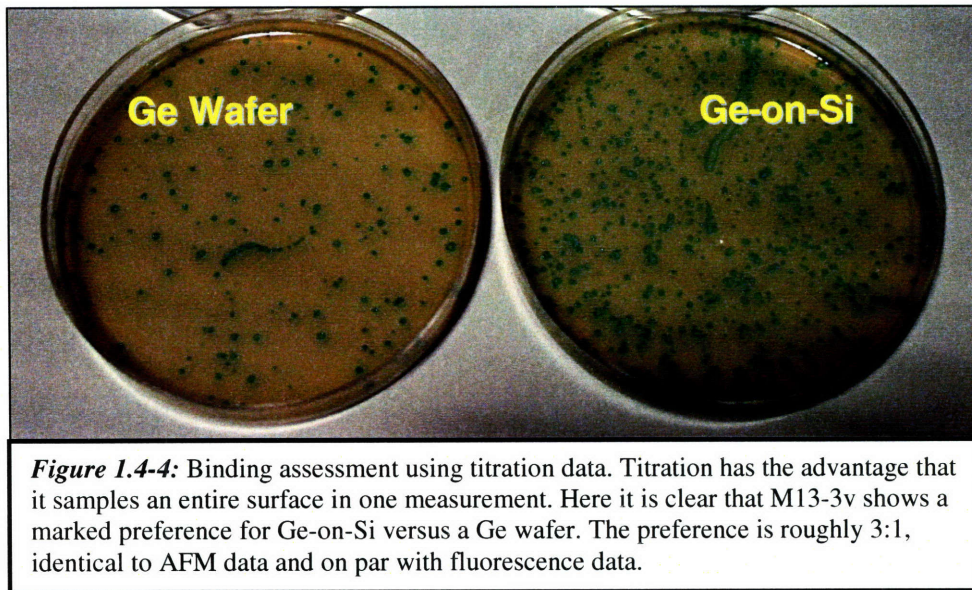 Ge Wafer
Ge-on-Si
Figure 1.4-4: Binding assessment using titration data. Titration has the advantage that
it samples an entire surface in one measurement. Here it is clear that M13-3v shows a
marked preference for Ge-on-Si versus a Ge wafer. The preference is roughly 3:1,
identical to AFM data and on par with fluorescence data.